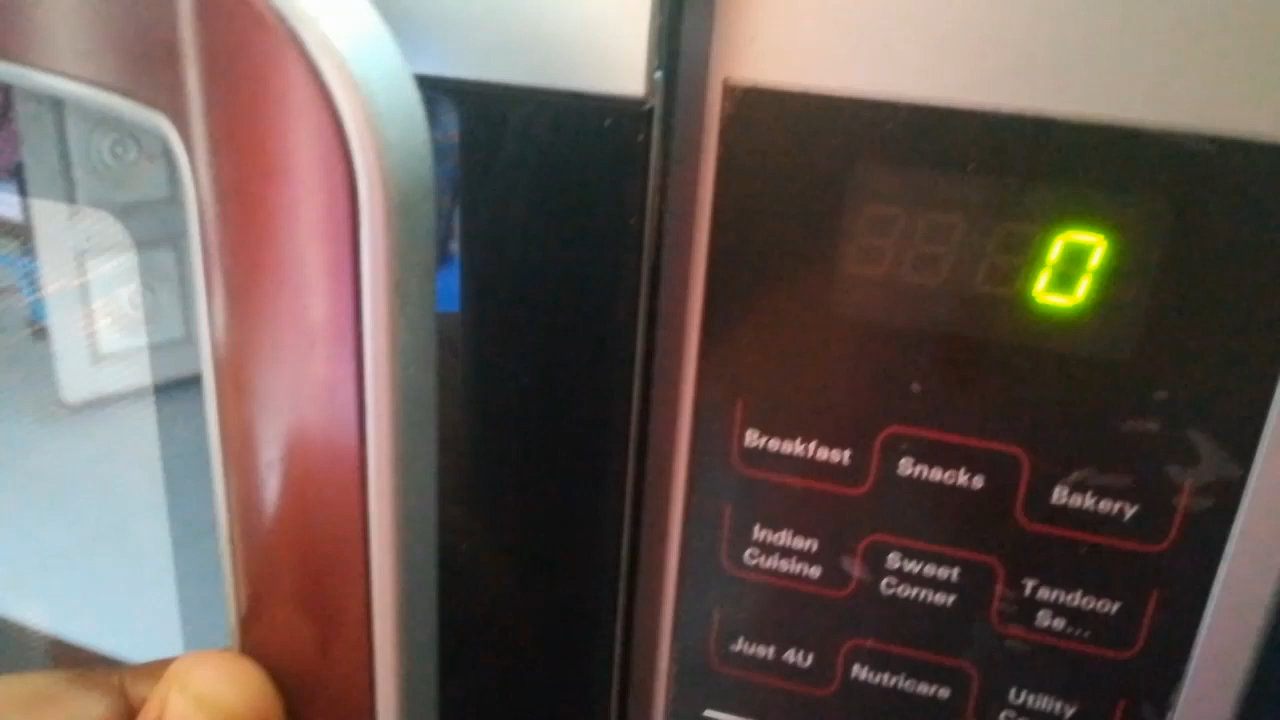 0
Breakfast
Snacks
Bakery
Indian
Cuisine
Sweet
Corner
Tandoor
Se...
Just 4U
Nutricare
Utility